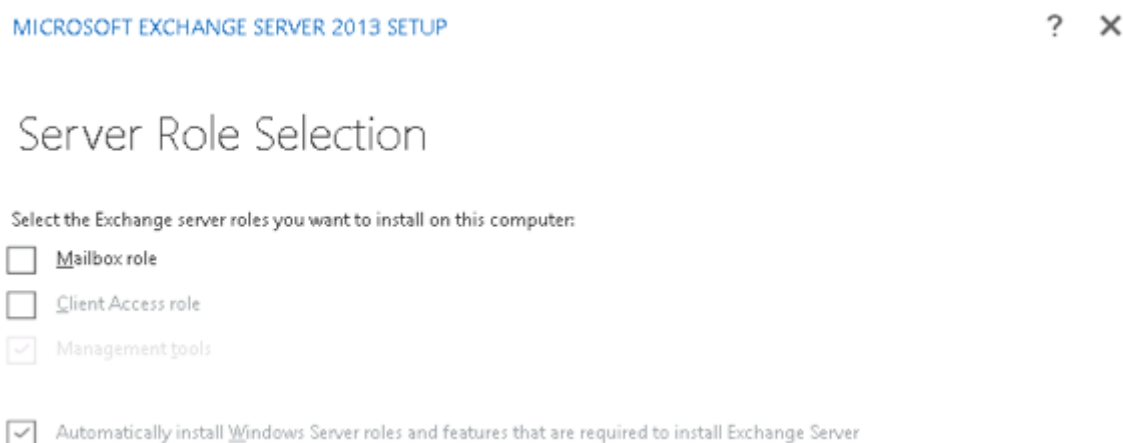 MICROSOFT EXCHANGE SERVER 2013 SETUP
?
Server Role Selection
Select the Exchange server roles you want to install on this computer:
Mailbox role
Client Access role
Management tools
Automatically install Windows Server roles and features that are required to install Exchange Server